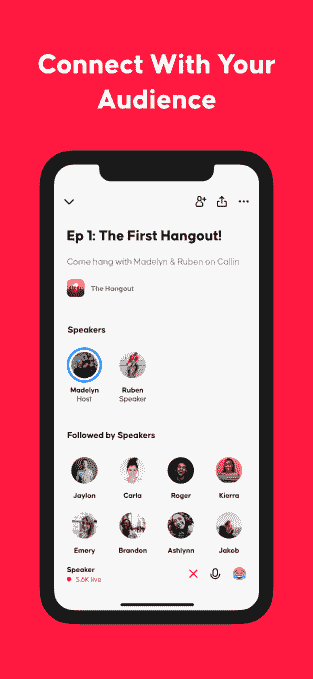 Connect With Your
Audience
Ep 1: The First Hangout!
Come hang with Madelyn & Ruben on Callin
The Hangout
Speakers
Madelyn
Host
Ruben
Speaker
Followed by Speakers
Jaylon
Carla
Roger
Kierra
Emery
Brandon
Ashlynn
Jakob
Speaker
5.6K live